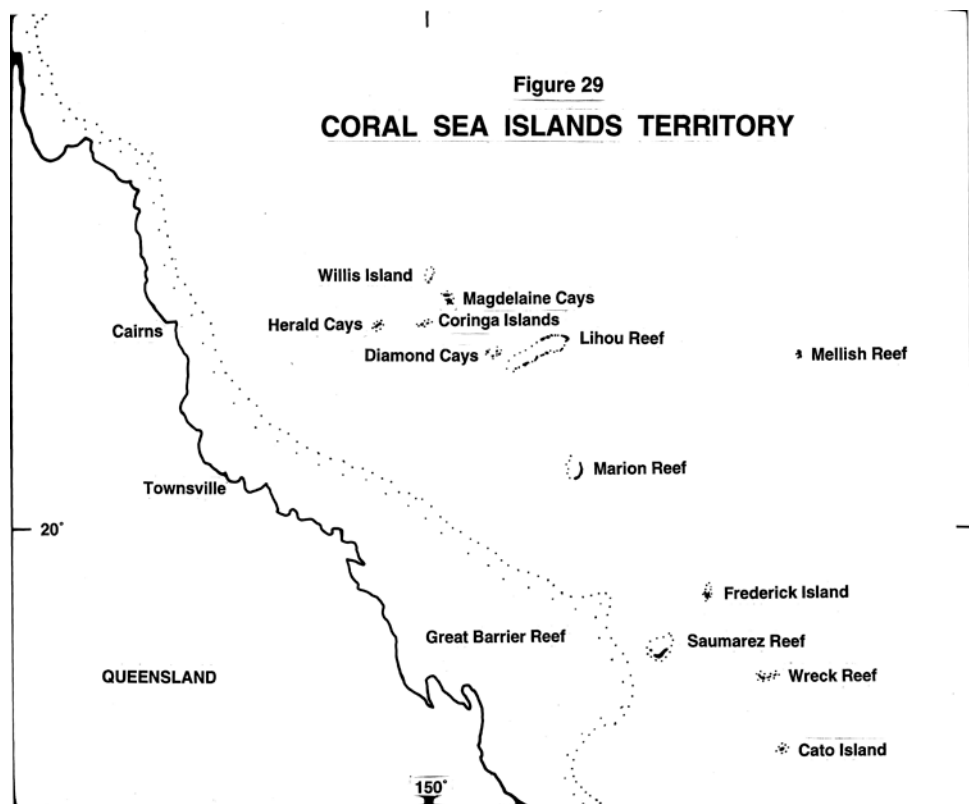 Figure 29
CORAL SEA ISLANDS TERRITORY
Willis Island
Magdelaine Cays
Herald Cays
Coringa Islands
Cairns
Lihou Reef
Diamond Cays
Mellish Reef
Marion Reef
Townsville
20°
Frederick Island
Great Barrier Reef
Saumarez Reef
QUEENSLAND
Wreck Reef
Cato Island
150°